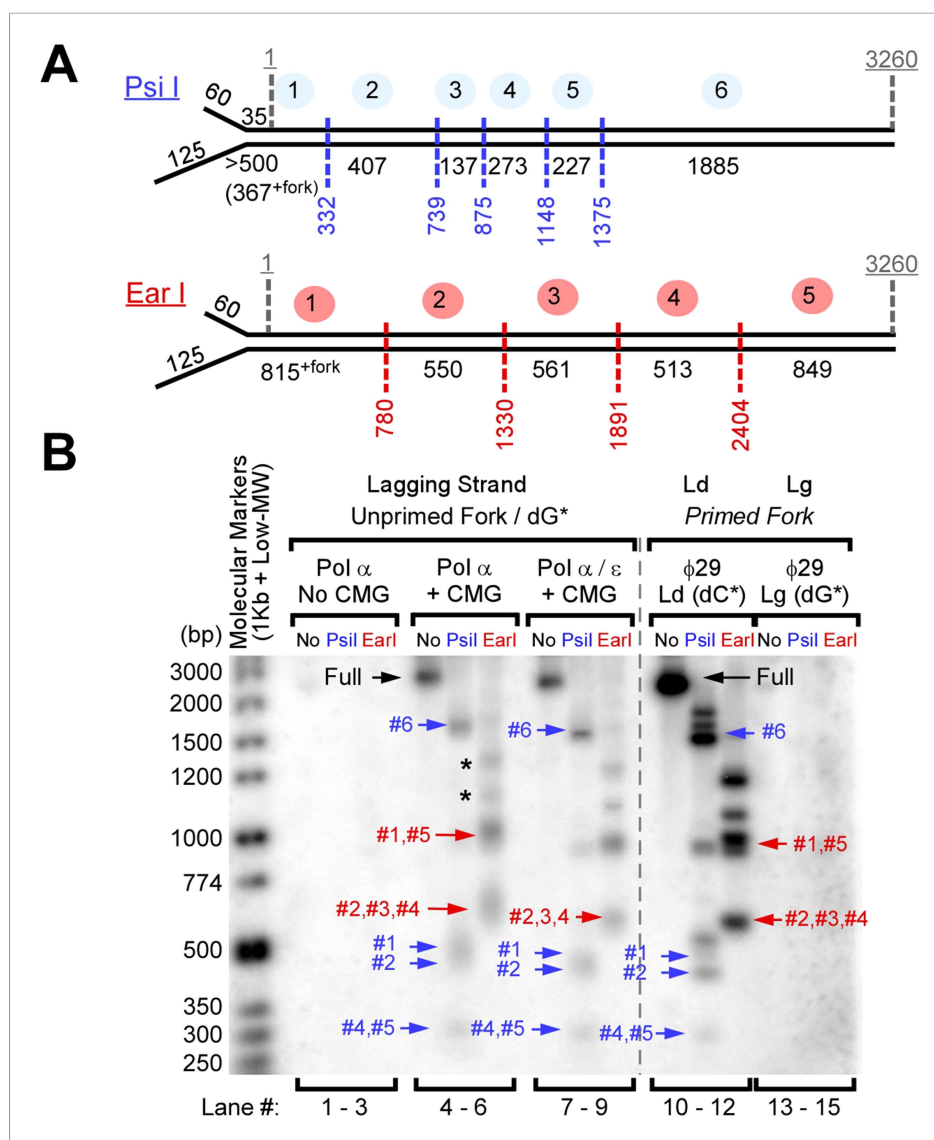 A
1
3260
Psi I
1 2 3 4 5 6
60
35
125
>500 407 137 273 227 1885
(367+fork)
332 739 875 1148 1375
1
3260
Ear I
1 2 3 4 5
60
125
815+fork 550 561 513 849
780 1330 1891 2404
B
Molecular Markers
(1Kb + Low-MW)
Lagging Strand
Unprimed Fork / dG*
Ld Lg
Primed Fork
Pol α
No CMG
Pol α
+ CMG
Pol α / ε
+ CMG
ϕ29
Ld (dC*)
ϕ29
Lg (dG*)
(bp)
No PsiI EarI No PsiI EarI No PsiI EarI No PsiI EarI No PsiI EarI
3000
2000
1500
1200
1000
774
500
350
300
250
Full Full
#6 #6 #6
*
*
#1,#5 #1,#5
#2,#3,#4 #2,3,4 #2,#3,#4
#1 #1 #1
#2 #2 #2
#4,#5 #4,#5 #4,#5
Lane #: 1 - 3 4 - 6 7 - 9 10 - 12 13 - 15